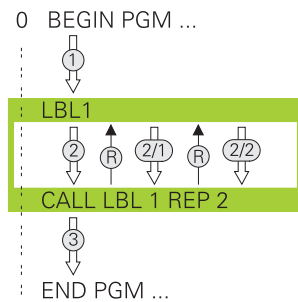 0 BEGIN PGM ...
1
LBL1
2 R 2/1 R 2/2
CALL LBL 1 REP 2
3
END PGM ...